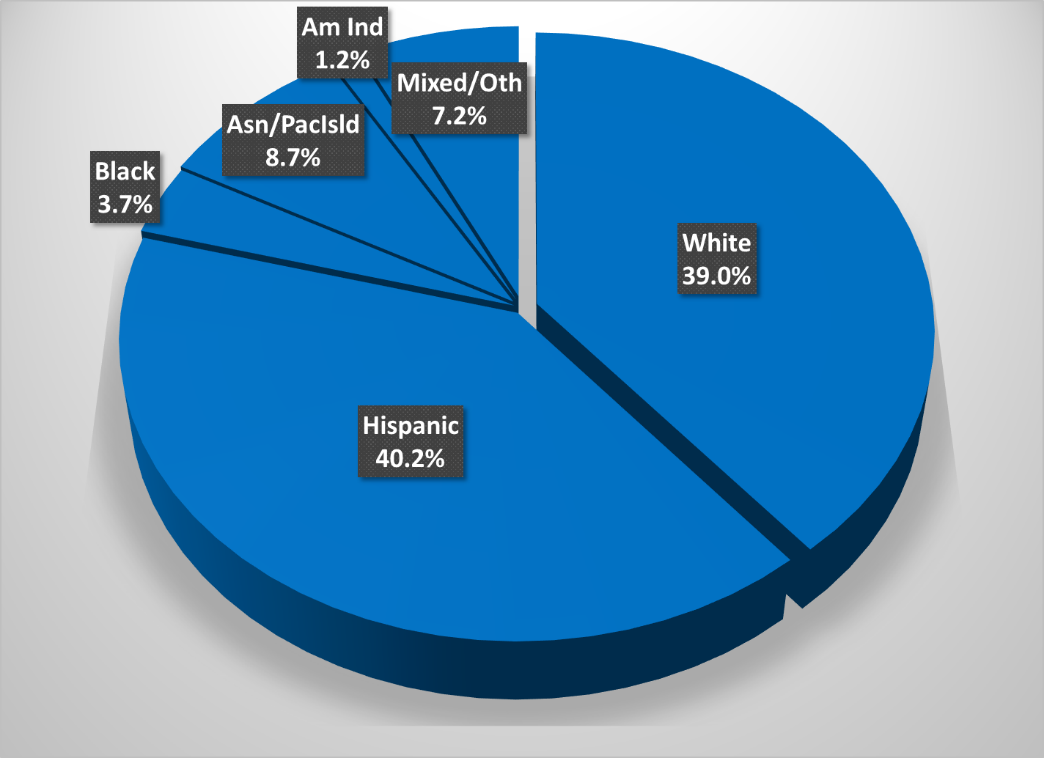 Am Ind
1.2%
Mixed/Oth
7.2%
Asn/PacIsld
8.7%
Black
3.7%
White
39.0%
Hispanic
40.2%